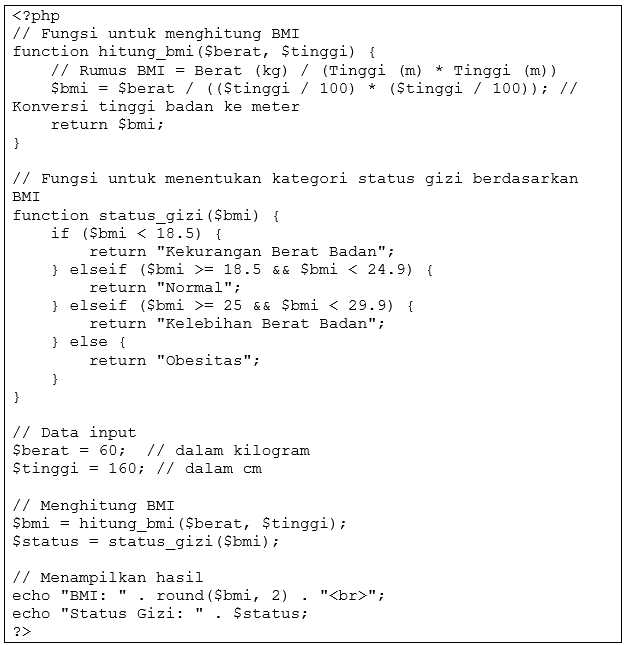 <?php
// Fungsi untuk menghitung BMI
function hitung_bmi($berat, $tinggi) {
    // Rumus BMI = Berat (kg) / (Tinggi (m) * Tinggi (m))
    $bmi = $berat / (($tinggi / 100) * ($tinggi / 100)); //
Konversi tinggi badan ke meter
    return $bmi;
}

// Fungsi untuk menentukan kategori status gizi berdasarkan
BMI
function status_gizi($bmi) {
    if ($bmi < 18.5) {
        return "Kekurangan Berat Badan";
    } elseif ($bmi >= 18.5 && $bmi < 24.9) {
        return "Normal";
    } elseif ($bmi >= 25 && $bmi < 29.9) {
        return "Kelebihan Berat Badan";
    } else {
        return "Obesitas";
    }
}

// Data input
$berat = 60;  // dalam kilogram
$tinggi = 160; // dalam cm

// Menghitung BMI
$bmi = hitung_bmi($berat, $tinggi);
$status = status_gizi($bmi);

// Menampilkan hasil
echo "BMI: " . round($bmi, 2) . "<br>";
echo "Status Gizi: " . $status;
?>